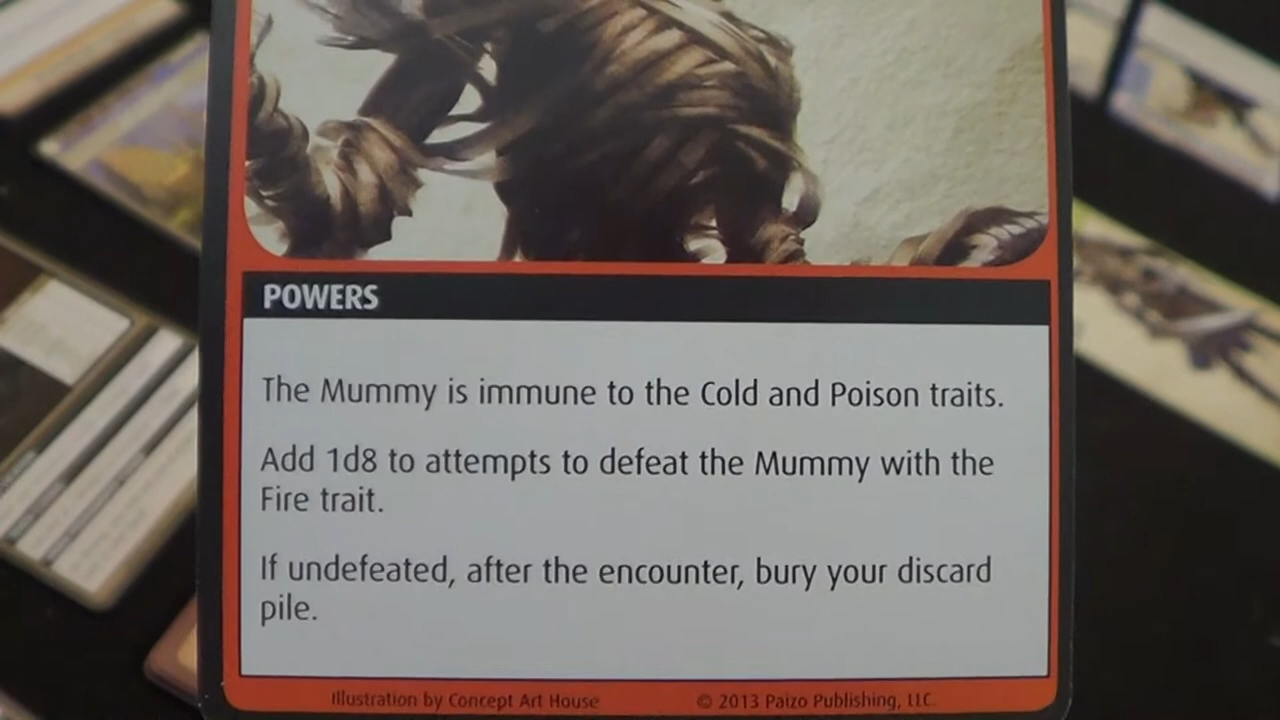 POWERS
The Mummy is immune to the Cold and Poison traits.
Add 1d8 to attempts to defeat the Mummy with the
Fire trait.
If undefeated, after the encounter, bury your discard
pile.
Illustration by Concept Art House
© 2013 Paizo Publishing, LLC.